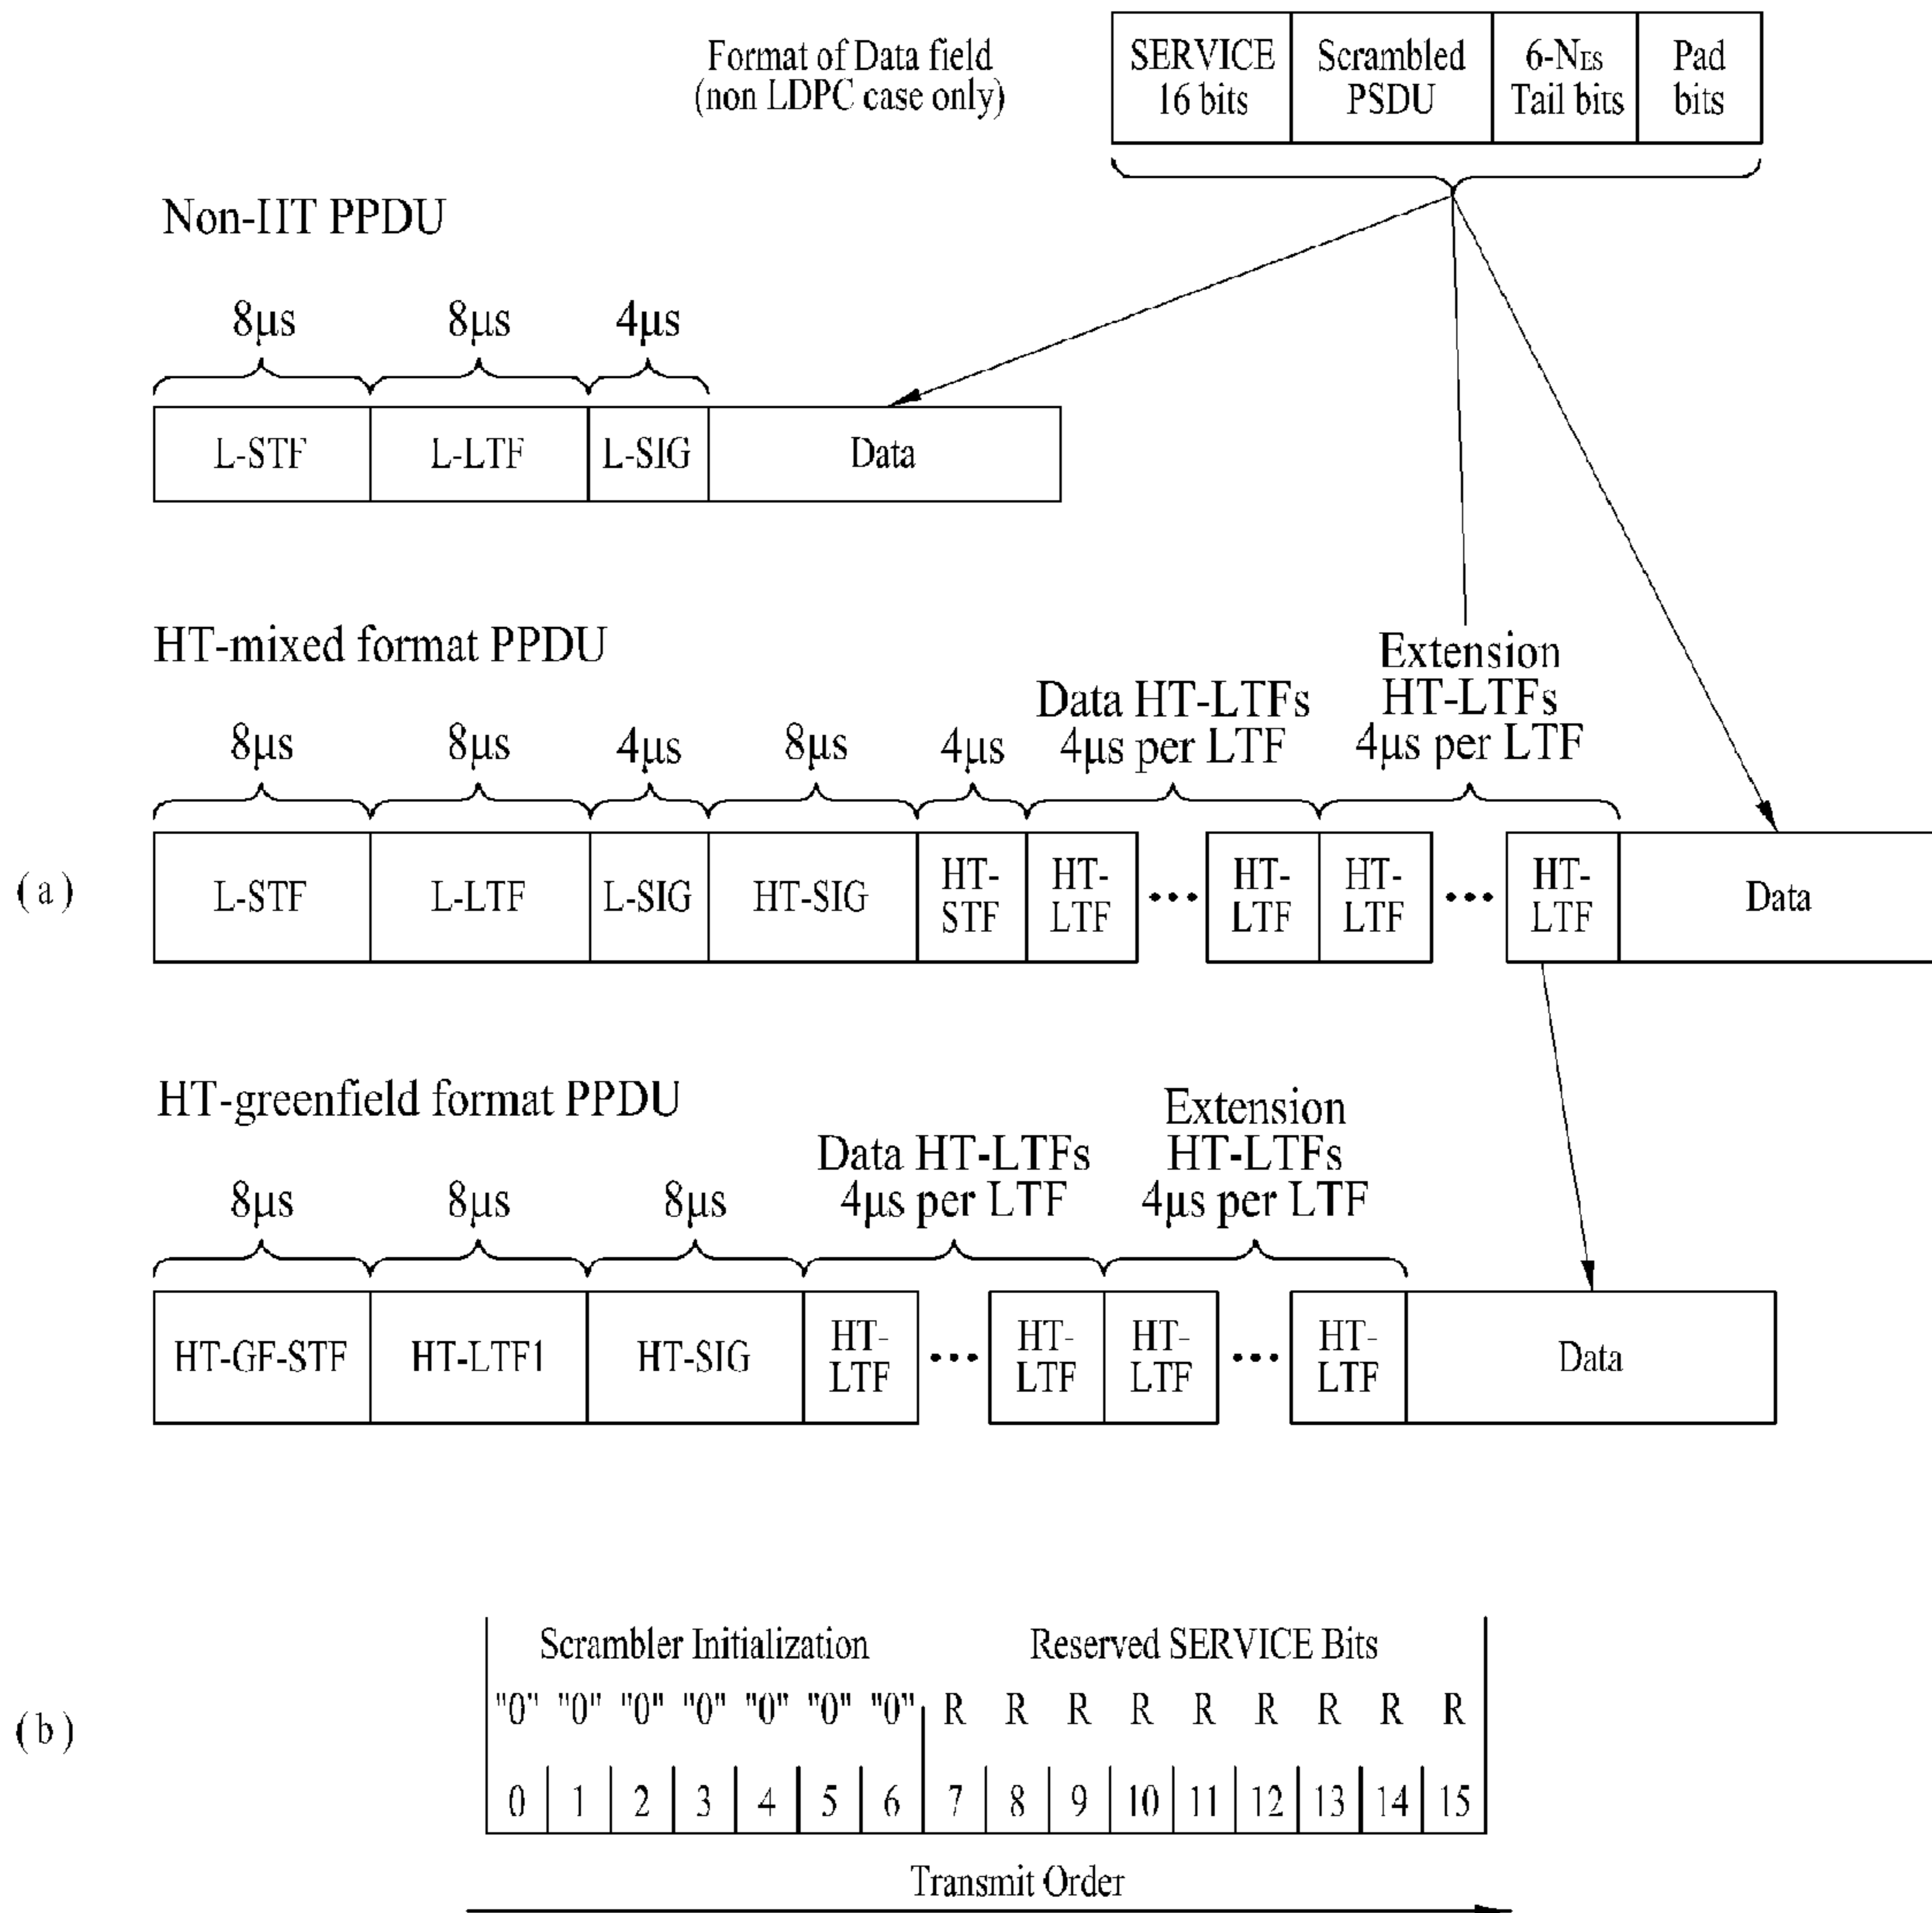 Format of Data field
(non LDPC case only)
SERVICE
16 bits
Scrambled
PSDU
6-NES
Tail bits
Pad
bits
Non-IIT PPDU
8μs 8μs 4μs
L-STF L-LTF L-SIG Data
HT-mixed format PPDU
Extension
HT-LTFs
4μs per LTF
Data HT-LTFs
4μs per LTF
8μs 8μs 4μs 8μs 4μs
(a)
L-STF L-LTF L-SIG HT-SIG
HT-
STF
HT-
LTF
•••
HT-
LTF
HT-
LTF
•••
HT-
LTF
Data
HT-greenfield format PPDU
Extension
HT-LTFs
4μs per LTF
Data HT-LTFs
4μs per LTF
8μs 8μs 8μs
HT-GF-STF HT-LTF1 HT-SIG
HT-
LTF
•••
HT-
LTF
HT-
LTF
•••
HT-
LTF
Data
(b)
Scrambler Initialization Reserved SERVICE Bits
"0" "0" "0" "0" "0" "0" "0" R R R R R R R R R
0 1 2 3 4 5 6 7 8 9 10 11 12 13 14 15
Transmit Order